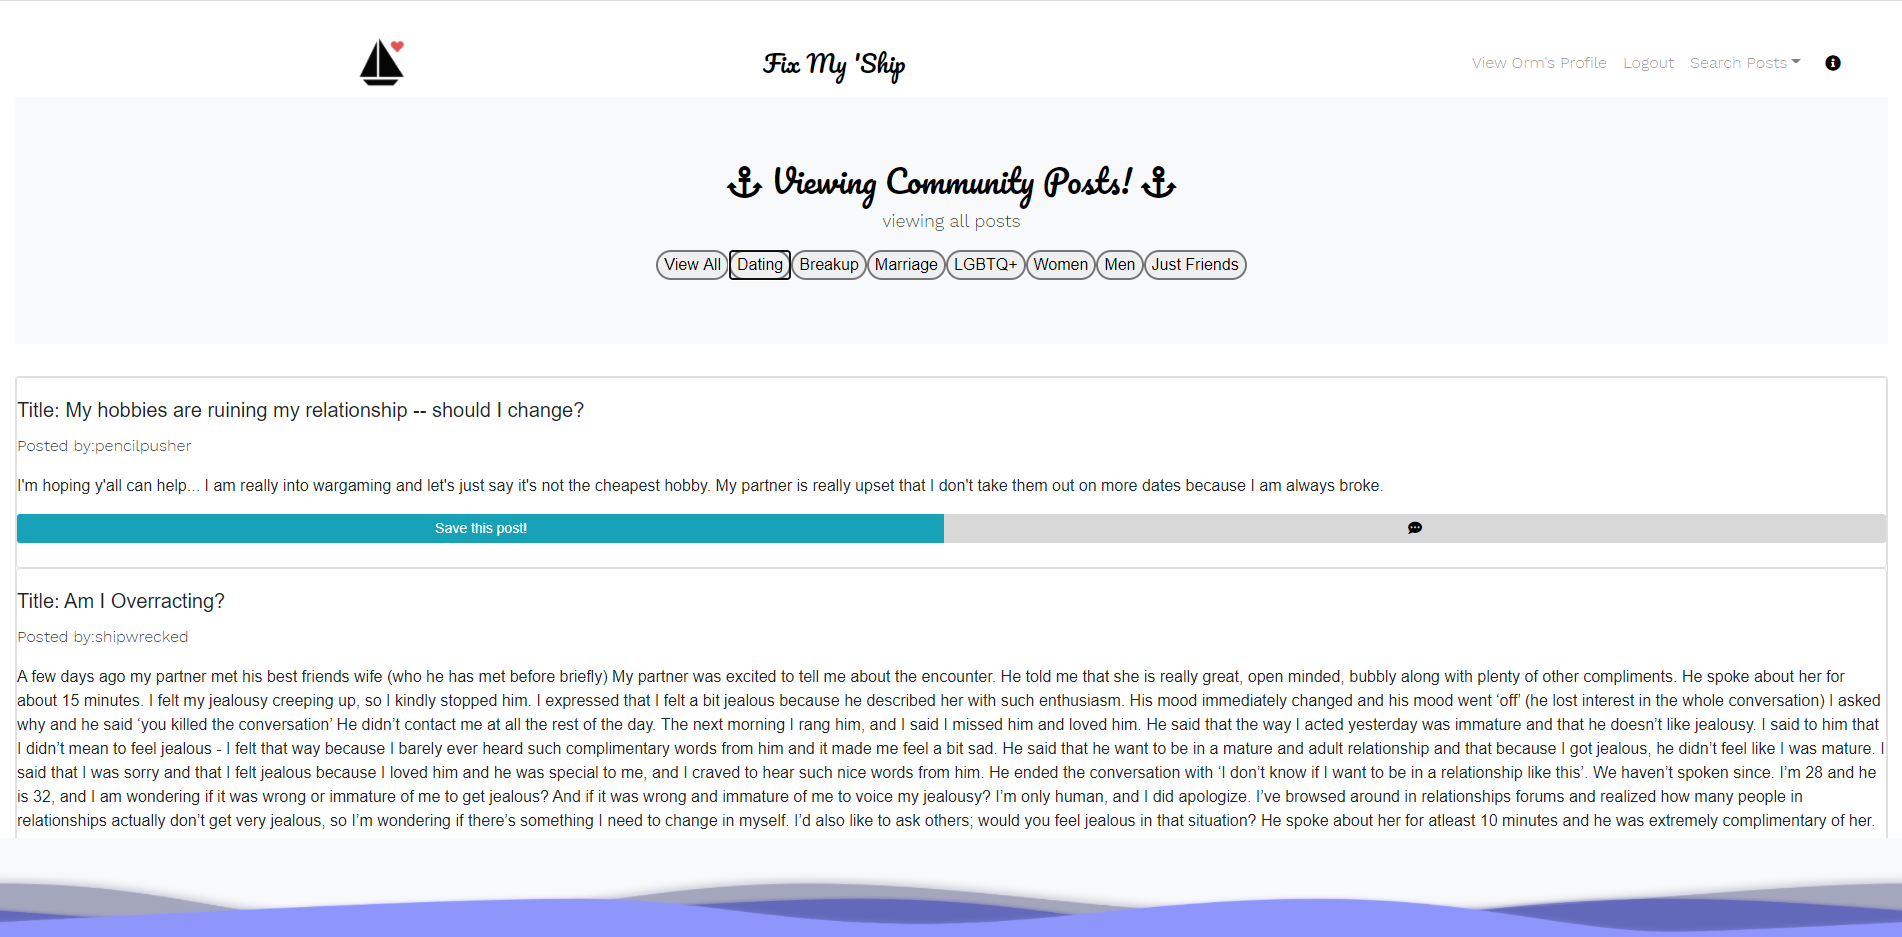 Fix My 'Ship
View Orm's Profile Logout Search Posts
Viewing Community Posts!
viewing all posts
View All Dating Breakup Marriage LGBTQ+ Women Men Just Friends
Title: My hobbies are ruining my relationship -- should I change?
Posted by:pencilpusher
I'm hoping y'all can help... I am really into wargaming and let's just say it's not the cheapest hobby. My partner is really upset that I don't take them out on more dates because I am always broke.
Save this post!
Title: Am I Overracting?
Posted by:shipwrecked
A few days ago my partner met his best friends wife (who he has met before briefly) My partner was excited to tell me about the encounter. He told me that she is really great, open minded, bubbly along with plenty of other compliments. He spoke about her for
about 15 minutes. I felt my jealousy creeping up, so I kindly stopped him. I expressed that I felt a bit jealous because he described her with such enthusiasm. His mood immediately changed and his mood went ‘off’ (he lost interest in the whole conversation) I asked
why and he said ‘you killed the conversation’ He didn’t contact me at all the rest of the day. The next morning I rang him, and I said I missed him and loved him. He said that the way I acted yesterday was immature and that he doesn’t like jealousy. I said to him that
I didn’t mean to feel jealous - I felt that way because I barely ever heard such complimentary words from him and it made me feel a bit sad. He said that he want to be in a mature and adult relationship and that because I got jealous, he didn’t feel like I was mature. I
said that I was sorry and that I felt jealous because I loved him and he was special to me, and I craved to hear such nice words from him. He ended the conversation with ‘I don’t know if I want to be in a relationship like this’. We haven’t spoken since. I’m 28 and he
is 32, and I am wondering if it was wrong or immature of me to get jealous? And if it was wrong and immature of me to voice my jealousy? I’m only human, and I did apologize. I’ve browsed around in relationships forums and realized how many people in
relationships actually don’t get very jealous, so I’m wondering if there’s something I need to change in myself. I’d also like to ask others; would you feel jealous in that situation? He spoke about her for atleast 10 minutes and he was extremely complimentary of her.